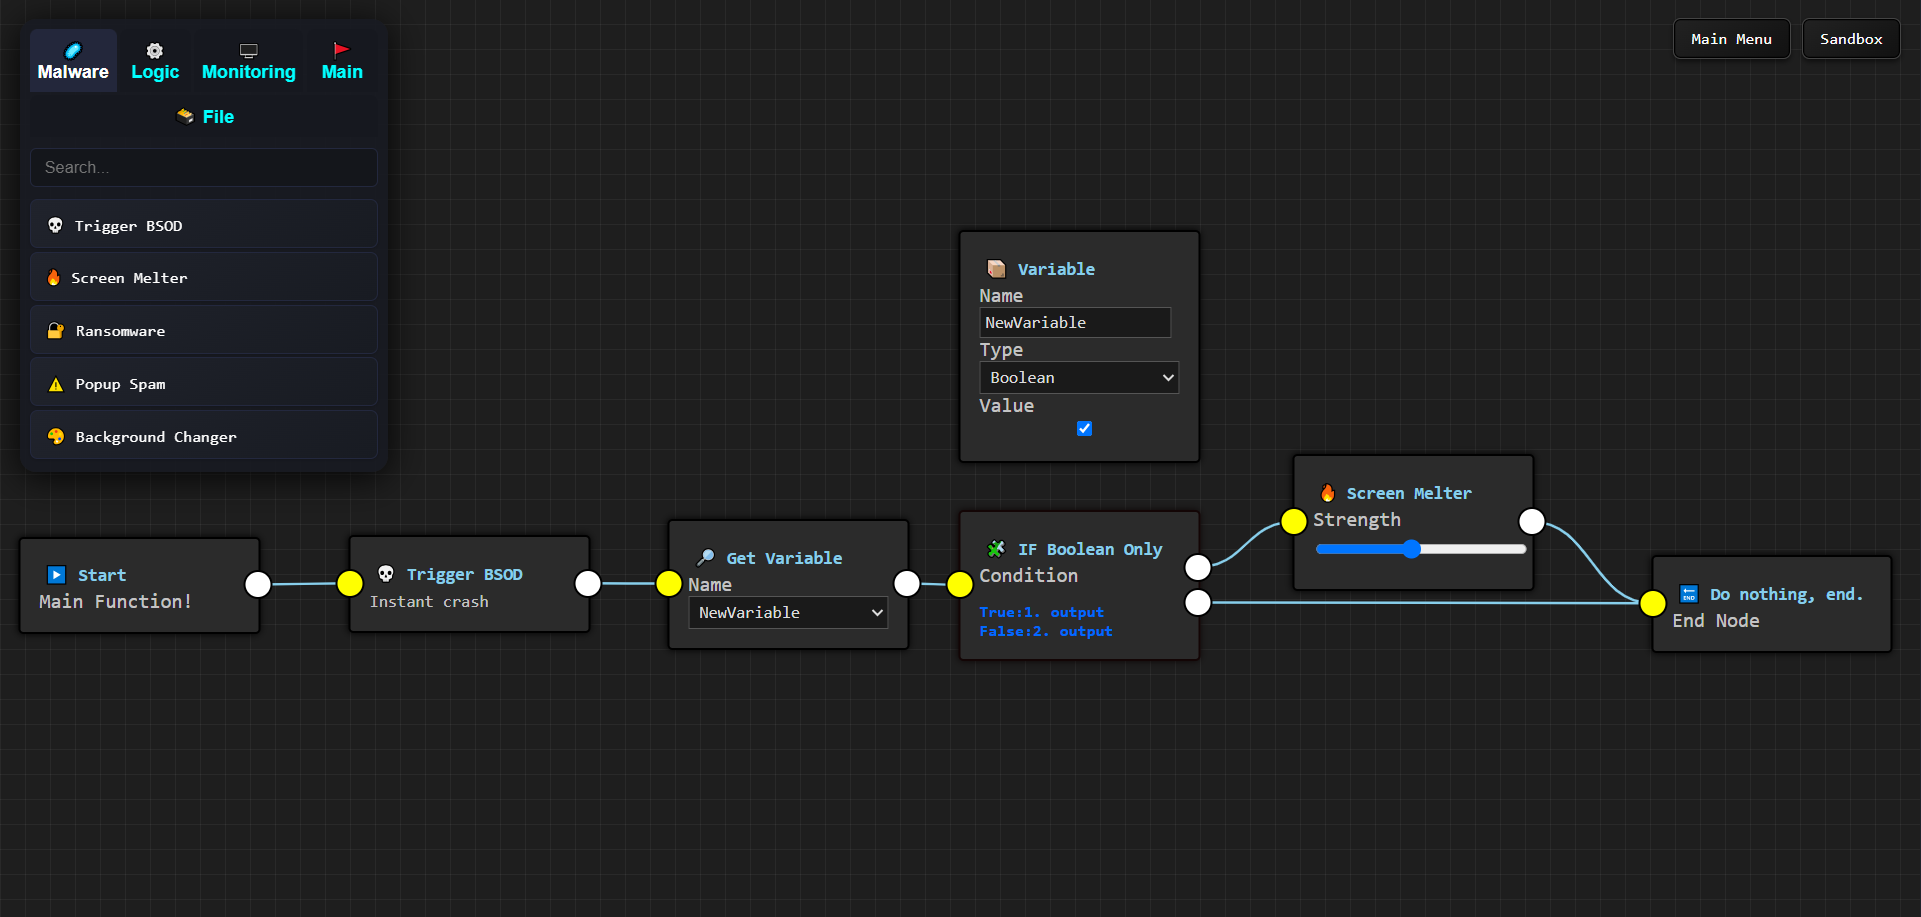 Malware
Logic
Monitoring
Main
File
Search...
Trigger BSOD
Screen Melter
Ransomware
Popup Spam
Background Changer
Main Menu
Sandbox
Variable
Name
NewVariable
Type
Boolean
Value
Start
Main Function!
Trigger BSOD
Instant crash
Get Variable
Name
NewVariable
IF Boolean Only
Condition
True:1. output
False:2. output
Screen Melter
Strength
END
Do nothing, end.
End Node